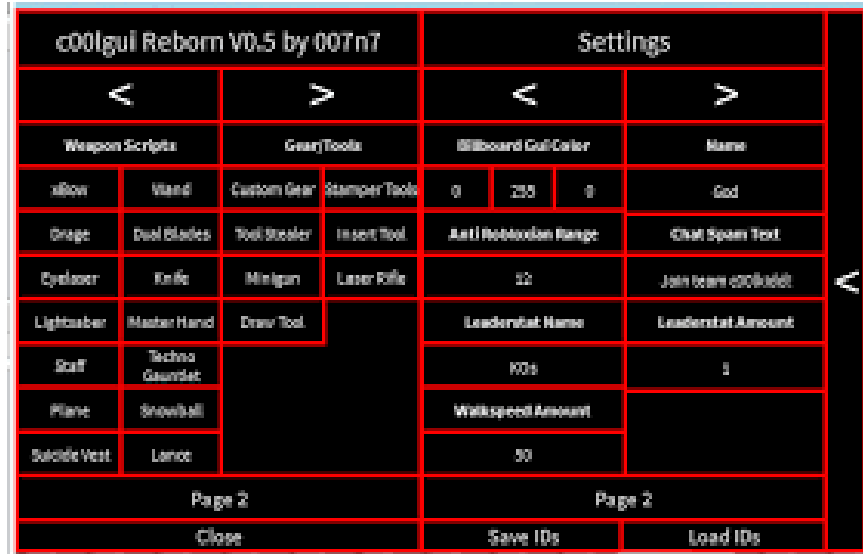 c00lgui Reborn V0.5 by 007n7
Settings
< > < >
Weapon Scripts
Gear/Tools
Billboard Gui Color
Name
xBow Wand Custom Gear Stamper Tools 0 255 0 God
Drage Dual Blades Tool Stealer Insert Tool Anti Robloxian Range Chat Spam Text
Eyelaser Knife Minigun Laser Rifle 12 Join team c00lkidd! <
Lightsaber Master Hand Draw Tool Leaderstat Name Leaderstat Amount
Staff Techno Gauntlet KOs 1
Plane Snowball Walkspeed Amount
Suicide Vest Lance 50
Page 2 Page 2
Close Save IDs Load IDs